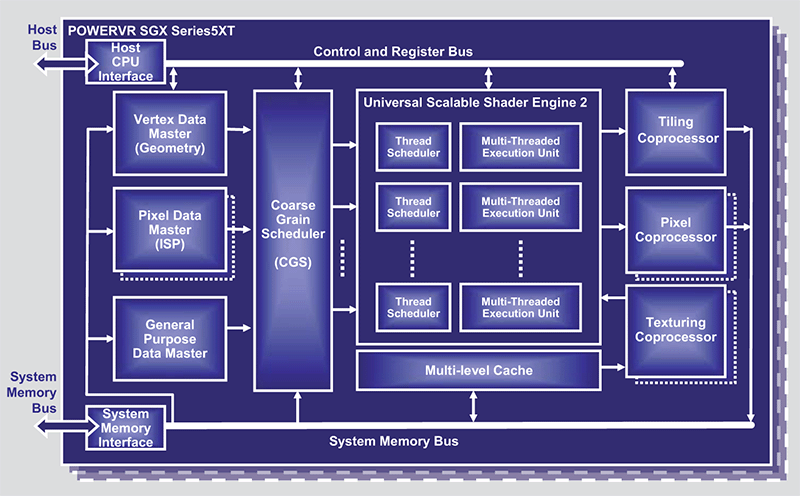 POWERVR SGX Series5XT
Host
Bus
Host
CPU
Interface
Control and Register Bus
Vertex Data
Master
(Geometry)
Pixel Data
Master
(ISP)
General
Purpose
Data Master
Coarse
Grain
Scheduler
(CGS)
Universal Scalable Shader Engine 2
Thread
Scheduler
Multi-Threaded
Execution Unit
Thread
Scheduler
Multi-Threaded
Execution Unit
Thread
Scheduler
Multi-Threaded
Execution Unit
Multi-level Cache
Tiling
Coprocessor
Pixel
Coprocessor
Texturing
Coprocessor
System
Memory
Bus
System
Memory
Interface
System Memory Bus